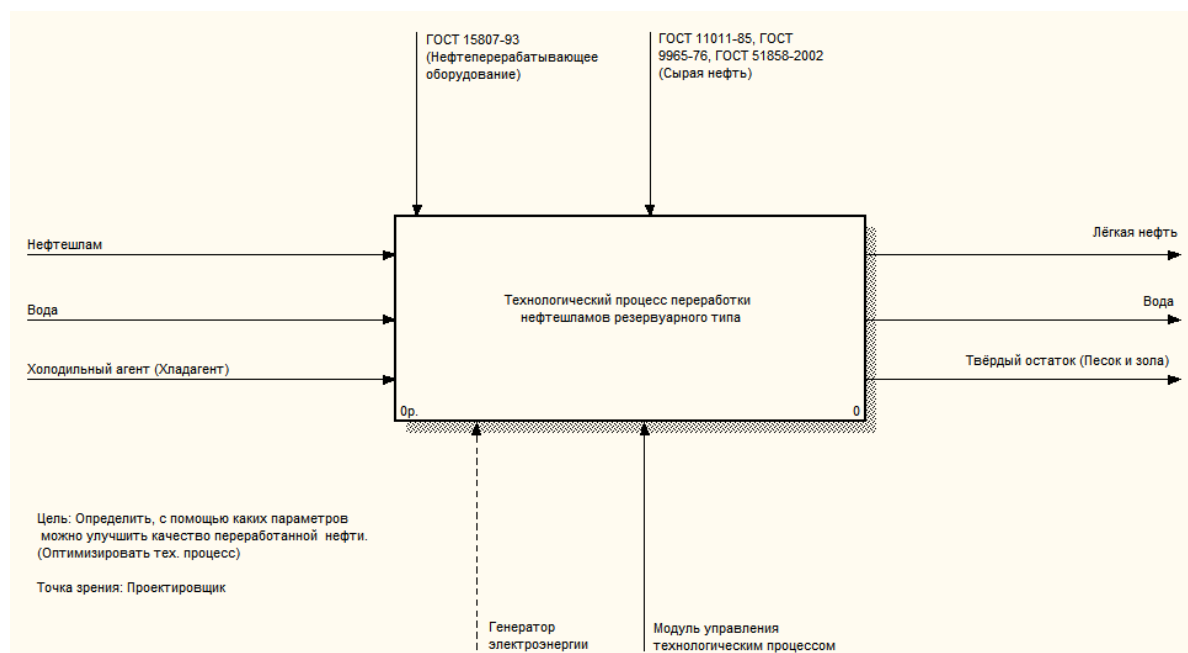 ГОСТ 15807-93
(Нефтеперерабатывающее
оборудование)
ГОСТ 11011-85, ГОСТ
9965-76, ГОСТ 51858-2002
(Сырая нефть)
Нефтешлам
Вода
Холодильный агент (Хладагент)
Технологический процесс переработки
нефтешламов резервуарного типа
0р.
0
Лёгкая нефть
Вода
Твёрдый остаток (Песок и зола)
Цель: Определить, с помощью каких параметров
можно улучшить качество переработанной нефти.
(Оптимизировать тех. процесс)
Точка зрения: Проектировщик
Генератор
электроэнергии
Модуль управления
технологическим процессом